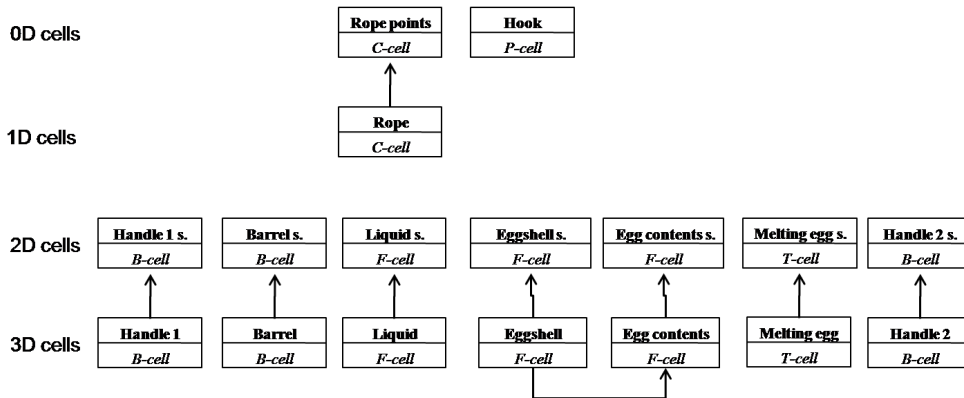 0D cells
Rope points
C-cell
Hook
P-cell
1D cells
Rope
C-cell
2D cells
Handle 1 s.
B-cell
Barrel s.
B-cell
Liquid s.
F-cell
Eggshell s.
F-cell
Egg contents s.
F-cell
Melting egg s.
T-cell
Handle 2 s.
B-cell
3D cells
Handle 1
B-cell
Barrel
B-cell
Liquid
F-cell
Eggshell
F-cell
Egg contents
F-cell
Melting egg
T-cell
Handle 2
B-cell